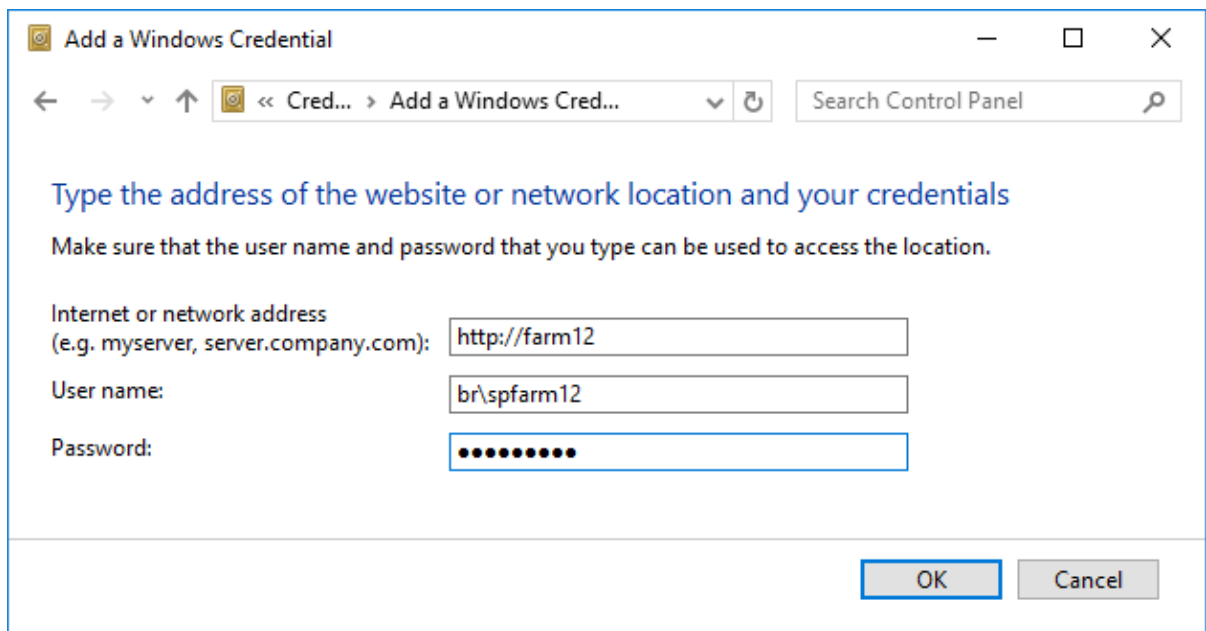 Add a Windows Credential
« Cred... › Add a Windows Cred...
Search Control Panel
Type the address of the website or network location and your credentials
Make sure that the user name and password that you type can be used to access the location.
Internet or network address
(e.g. myserver, server.company.com):
http://farm12
User name:
br\spfarm12
Password:
●●●●●●●●●
OK
Cancel